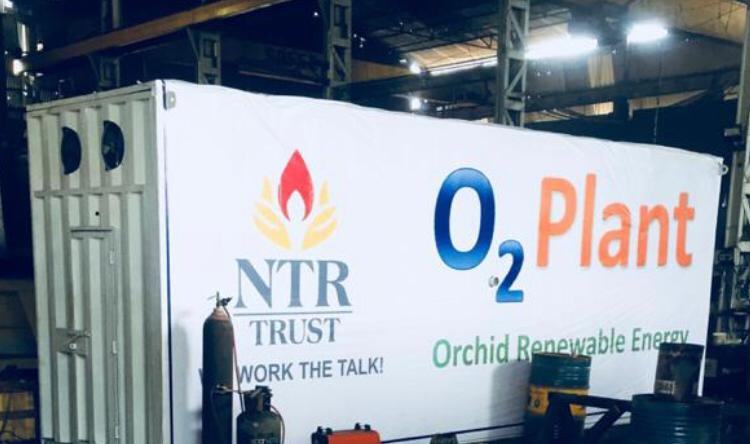 NTR
TRUST
WORK THE TALK!
O₂ Plant
Orchid Renewable Energy